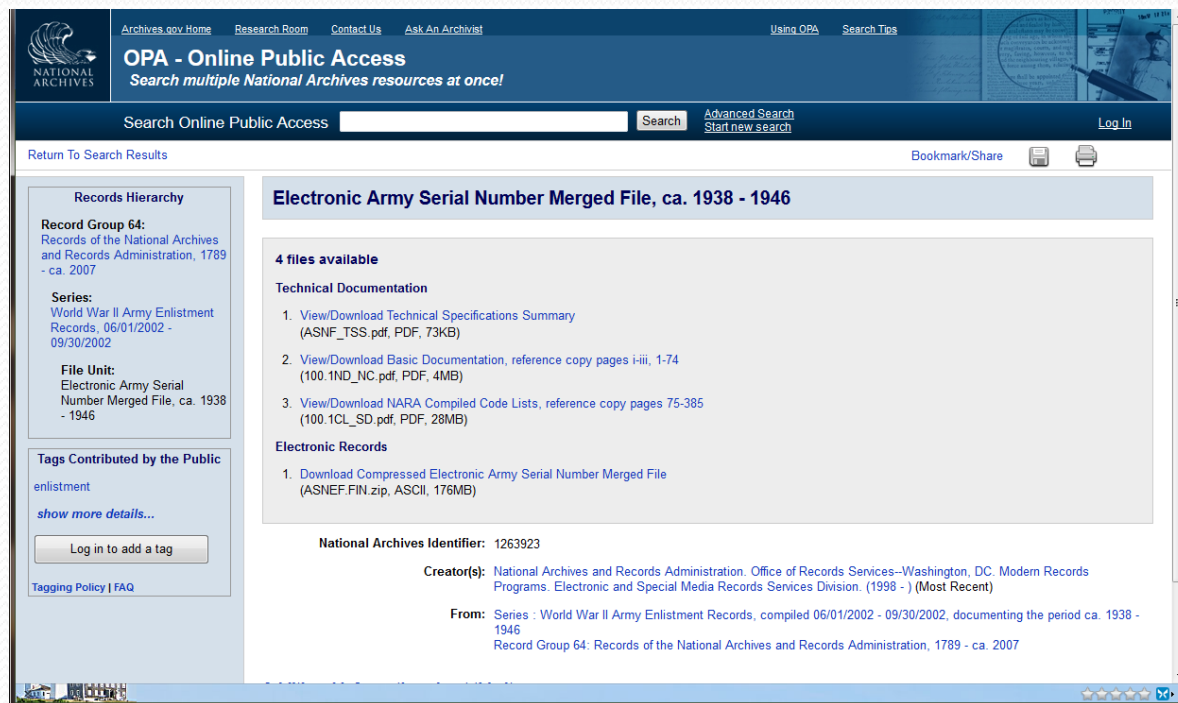 NATIONAL
ARCHIVES
Archives.gov Home Research Room Contact Us Ask An Archivist Using OPA Search Tips
OPA - Online Public Access
Search multiple National Archives resources at once!
Search Online Public Access Search Advanced Search
Start new search
Log In
Return To Search Results Bookmark/Share
Records Hierarchy
Record Group 64:
Records of the National Archives
and Records Administration, 1789
- ca. 2007
Series:
World War II Army Enlistment
Records, 06/01/2002 -
09/30/2002
File Unit:
Electronic Army Serial
Number Merged File, ca. 1938
- 1946
Tags Contributed by the Public
enlistment
show more details...
Log in to add a tag
Tagging Policy | FAQ
Electronic Army Serial Number Merged File, ca. 1938 - 1946
4 files available
Technical Documentation
1. View/Download Technical Specifications Summary
(ASNF_TSS.pdf, PDF, 73KB)
2. View/Download Basic Documentation, reference copy pages i-iii, 1-74
(100.1ND_NC.pdf, PDF, 4MB)
3. View/Download NARA Compiled Code Lists, reference copy pages 75-385
(100.1CL_SD.pdf, PDF, 28MB)
Electronic Records
1. Download Compressed Electronic Army Serial Number Merged File
(ASNEF.FIN.zip, ASCII, 176MB)
National Archives Identifier: 1263923
Creator(s): National Archives and Records Administration. Office of Records Services--Washington, DC. Modern Records
Programs. Electronic and Special Media Records Services Division. (1998 - ) (Most Recent)
From: Series : World War II Army Enlistment Records, compiled 06/01/2002 - 09/30/2002, documenting the period ca. 1938 -
1946
Record Group 64: Records of the National Archives and Records Administration, 1789 - ca. 2007